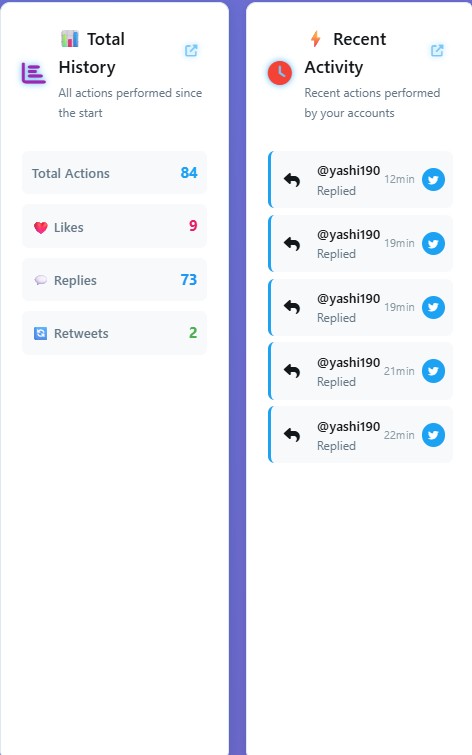 Total
History
All actions performed since
the start
Total Actions 84
Likes 9
Replies 73
Retweets 2
Recent
Activity
Recent actions performed
by your accounts
@yashi190 12min
Replied
@yashi190 19min
Replied
@yashi190 19min
Replied
@yashi190 21min
Replied
@yashi190 22min
Replied